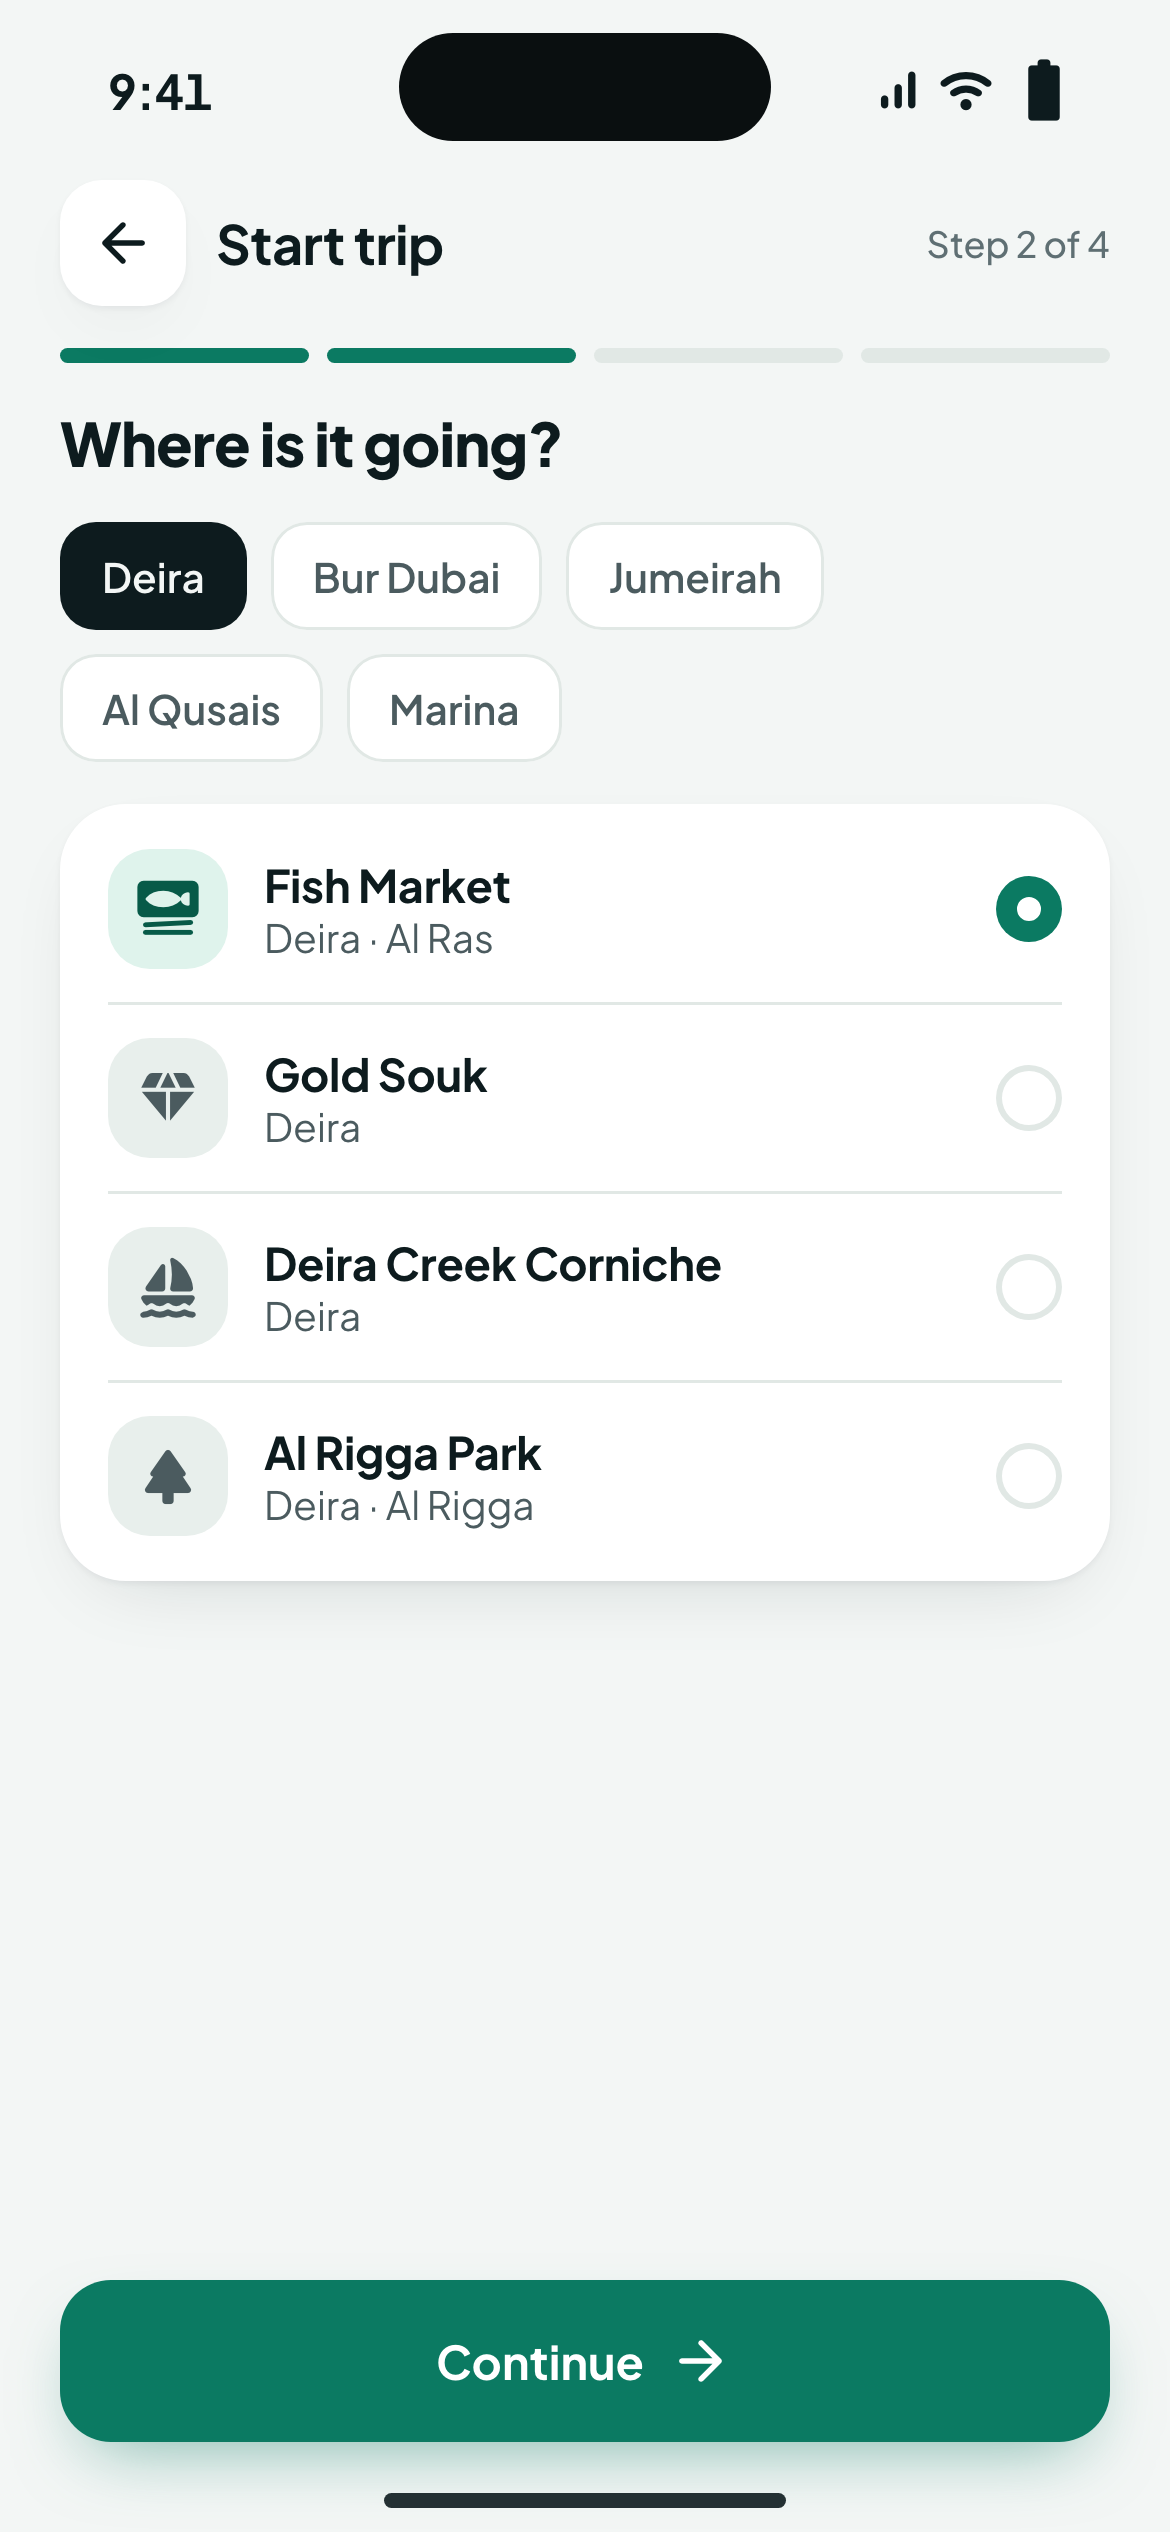 9:41
Start trip
Step 2 of 4
Where is it going?
Deira
Bur Dubai
Jumeirah
Al Qusais
Marina
Fish Market
Deira · Al Ras
Gold Souk
Deira
Deira Creek Corniche
Deira
Al Rigga Park
Deira · Al Rigga
Continue